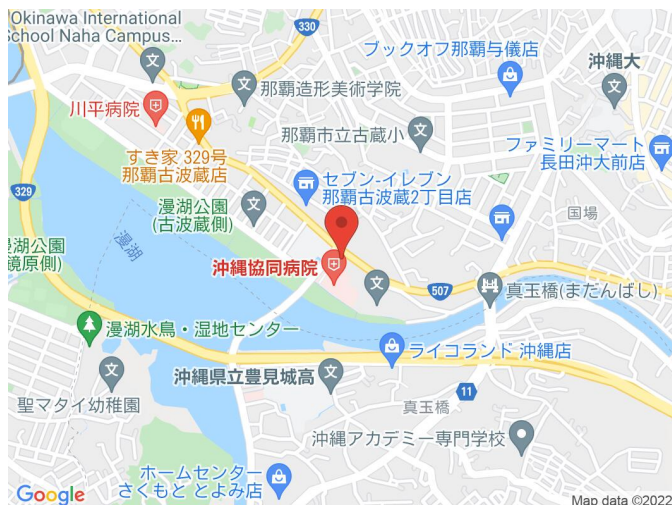 Okinawa International
School Naha Campus...
330
ブックオフ那覇与儀店
沖縄大
那覇造形美術学院
川平病院
那覇市立古蔵小
ファミリーマート
長田沖大前店
すき家 329号
那覇古波蔵店
セブン-イレブン
那覇古波蔵2丁目店
329
漫湖公園
(古波蔵側)
国場
漫湖公園
鏡原側)
漫湖
沖縄協同病院
507
真玉橋(まだんばし)
漫湖水鳥・湿地センター
ライコランド 沖縄店
沖縄県立豊見城高
11
聖マタイ幼稚園
真玉橋
沖縄アカデミー専門学校
ホームセンター
さくもと とよみ店
Google
Map data ©2022